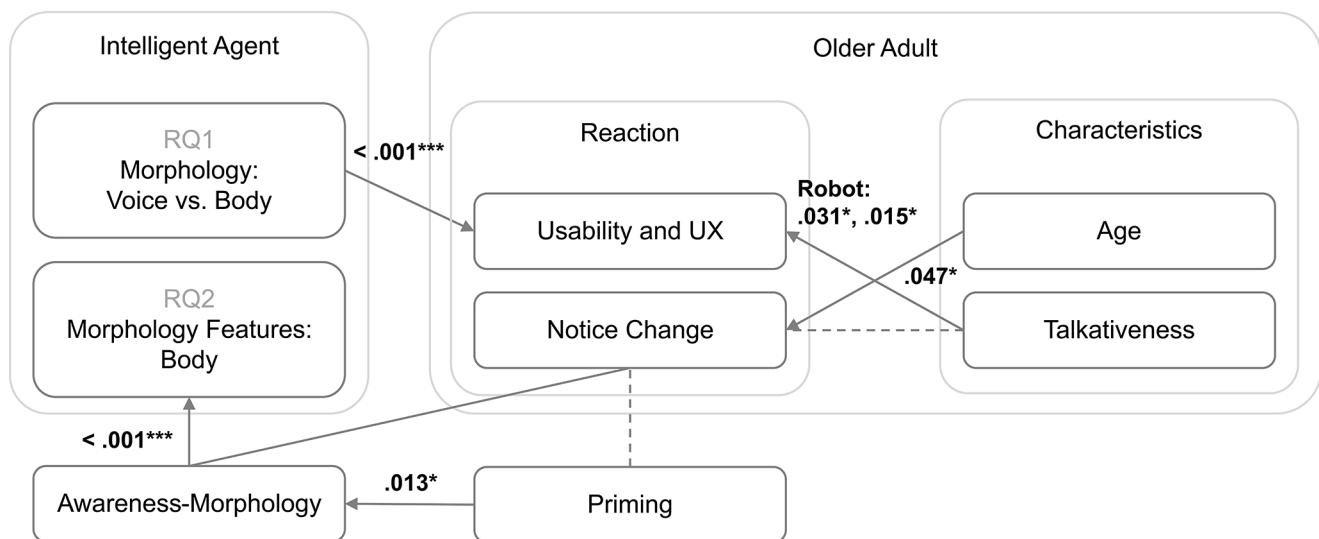 Intelligent Agent
RQ1
Morphology:
Voice vs. Body
RQ2
Morphology Features:
Body
< .001***
Older Adult
Reaction
Usability and UX
Notice Change
Robot:
.031*, .015*
.047*
Characteristics
Age
Talkativeness
< .001***
Awareness-Morphology
.013*
Priming